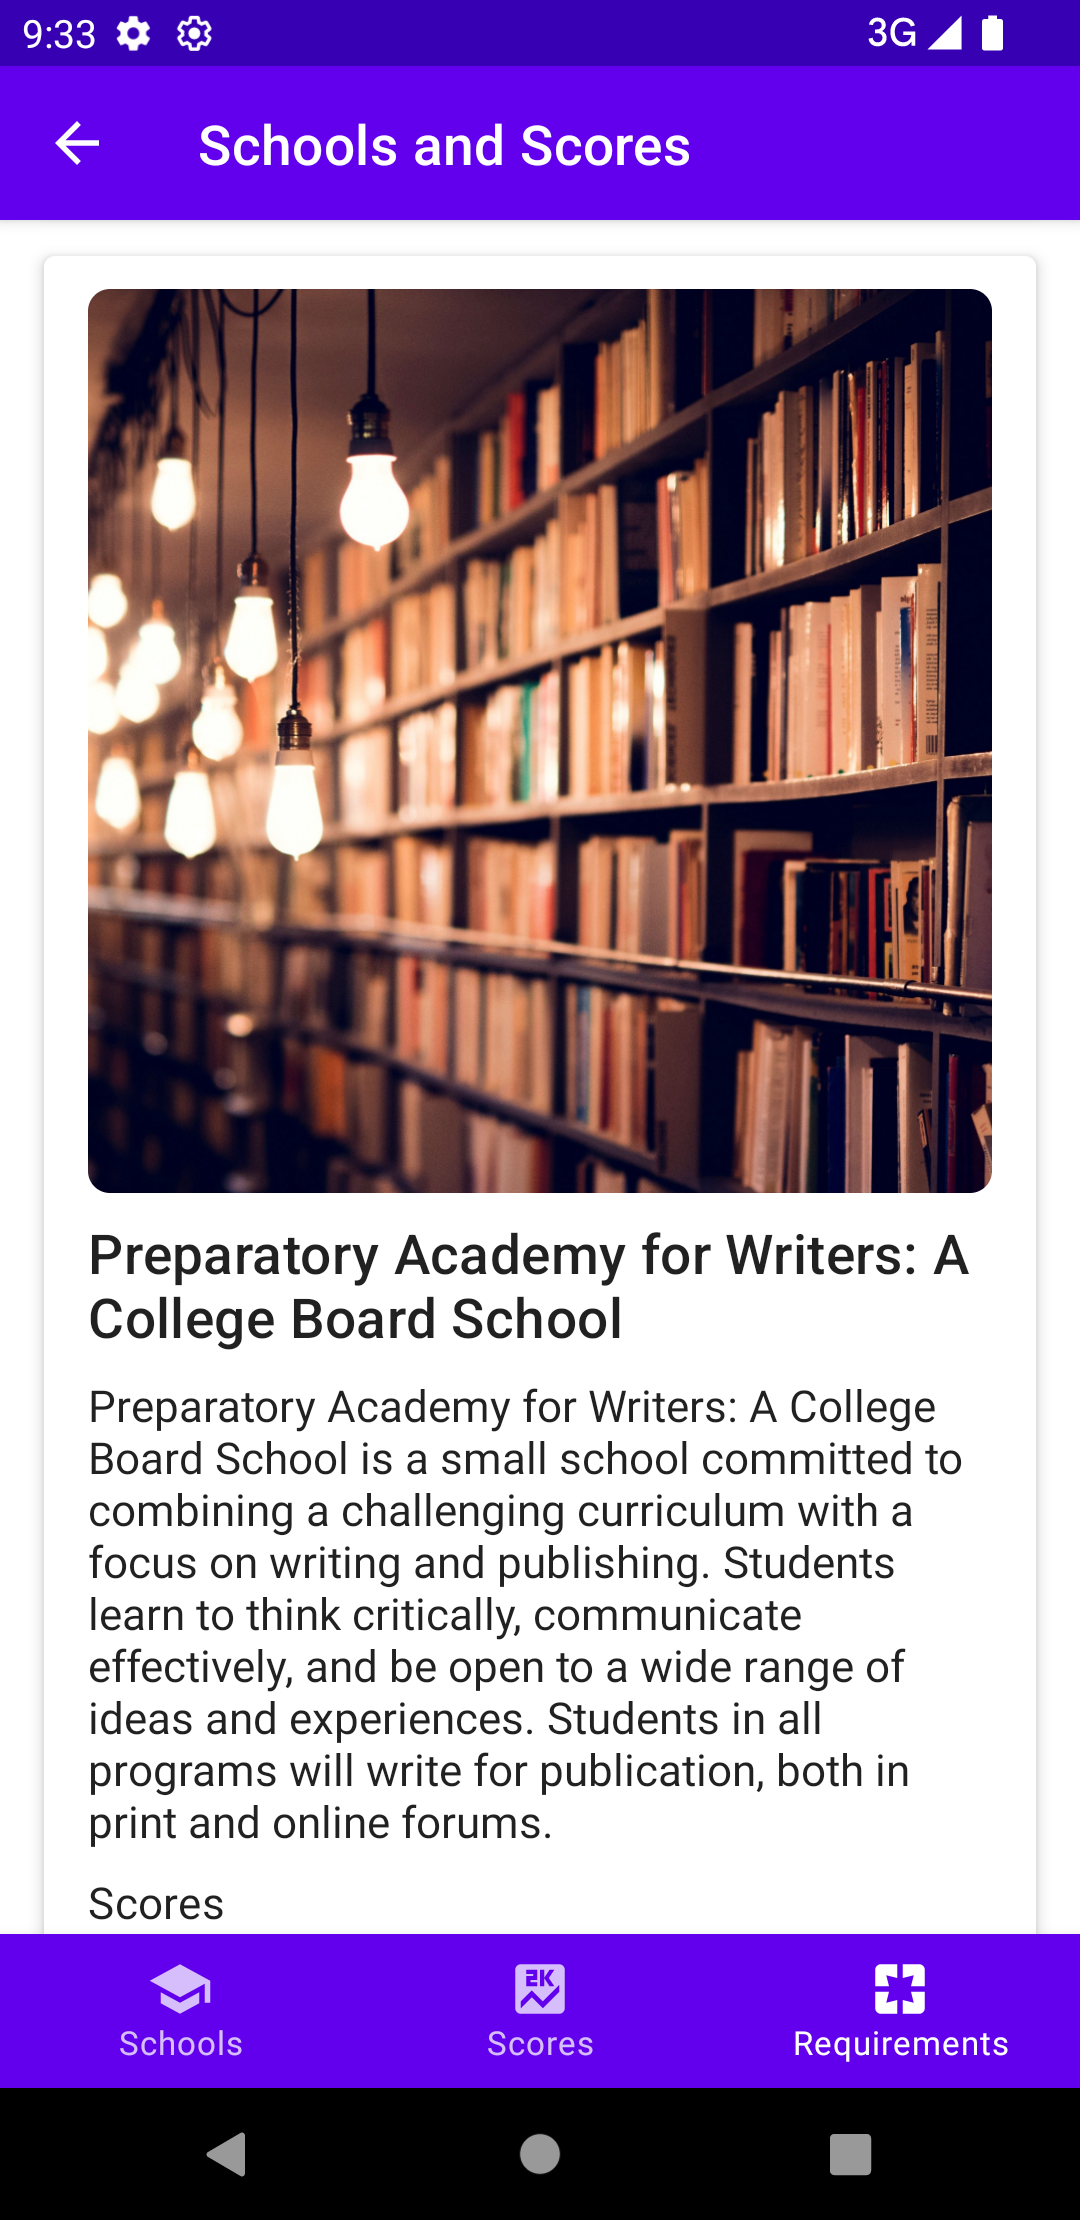 9:33
3G
Schools and Scores
Preparatory Academy for Writers: A
College Board School
Preparatory Academy for Writers: A College
Board School is a small school committed to
combining a challenging curriculum with a
focus on writing and publishing. Students
learn to think critically, communicate
effectively, and be open to a wide range of
ideas and experiences. Students in all
programs will write for publication, both in
print and online forums.
Scores
2K
Schools
Scores
Requirements